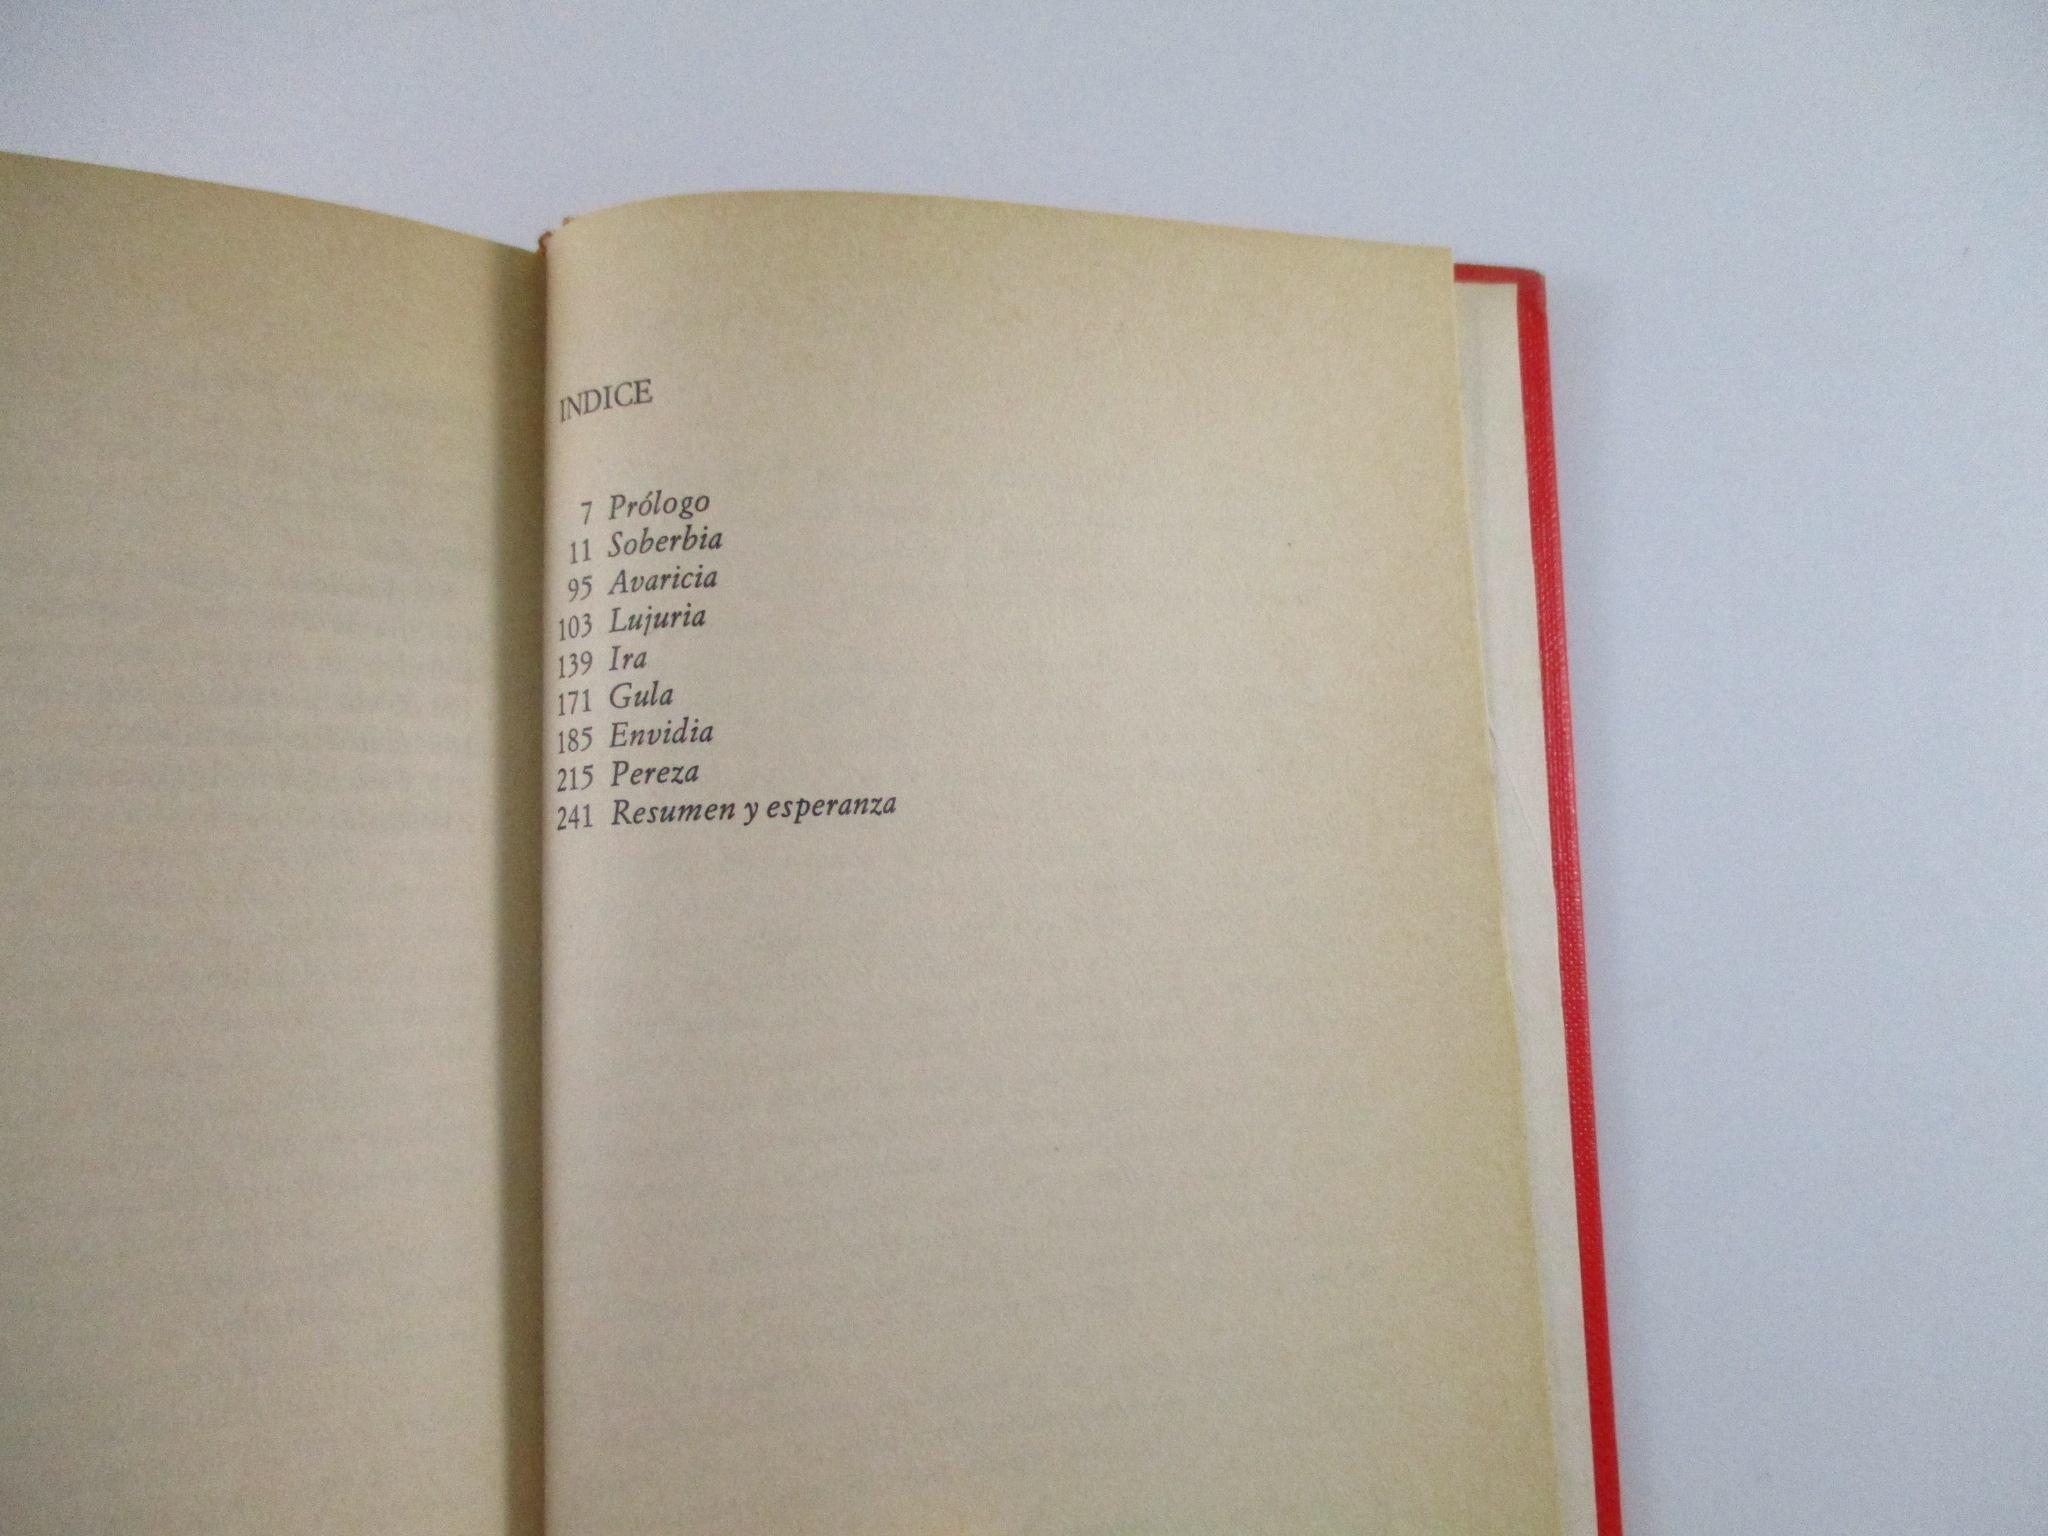 INDICE
7 Prólogo
11 Soberbia
95 Avaricia
103 Lujuria
139 Ira
171 Gula
185 Envidia
215 Pereza
241 Resumen y esperanza